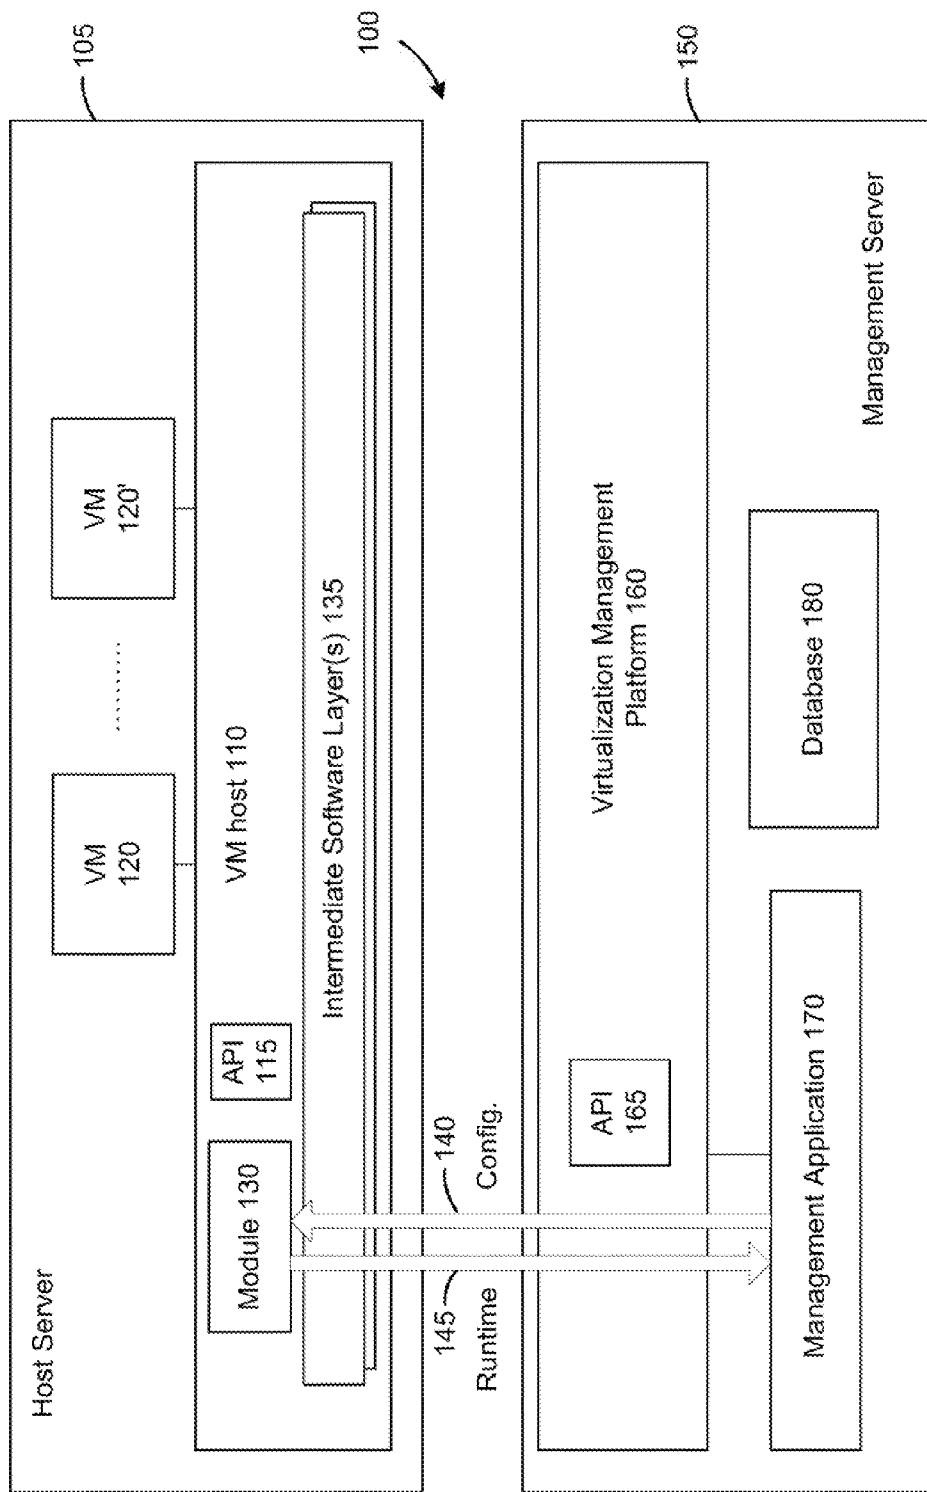 100
105
Host Server
VM
120
.........
VM
120'
VM host 110
Module 130
API
115
Intermediate Software Layer(s) 135
145
Runtime
140
Config.
150
API
165
Virtualization Management
Platform 160
Management Application 170
Database 180
Management Server